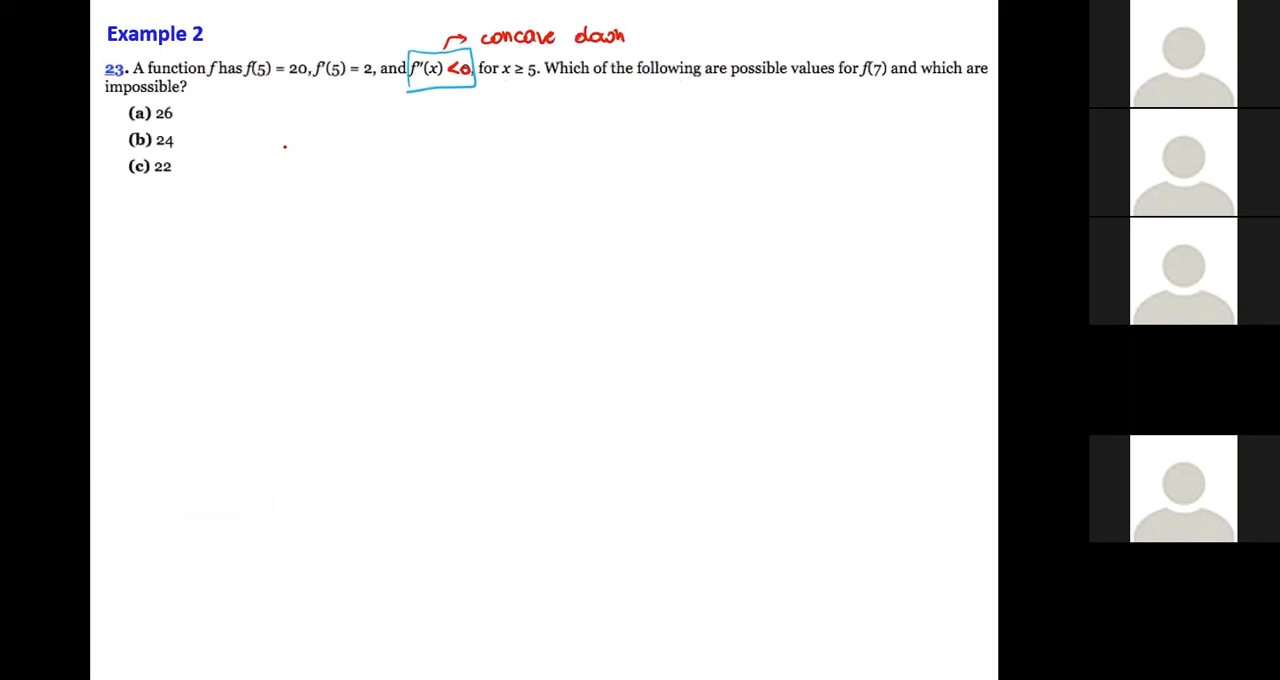 Example 2
concave down
23. A function f has f(5) = 20, f'(5) = 2, and f''(x) <0, for x ≥ 5. Which of the following are possible values for f(7) and which are
impossible?
(a) 26
(b) 24
(c) 22